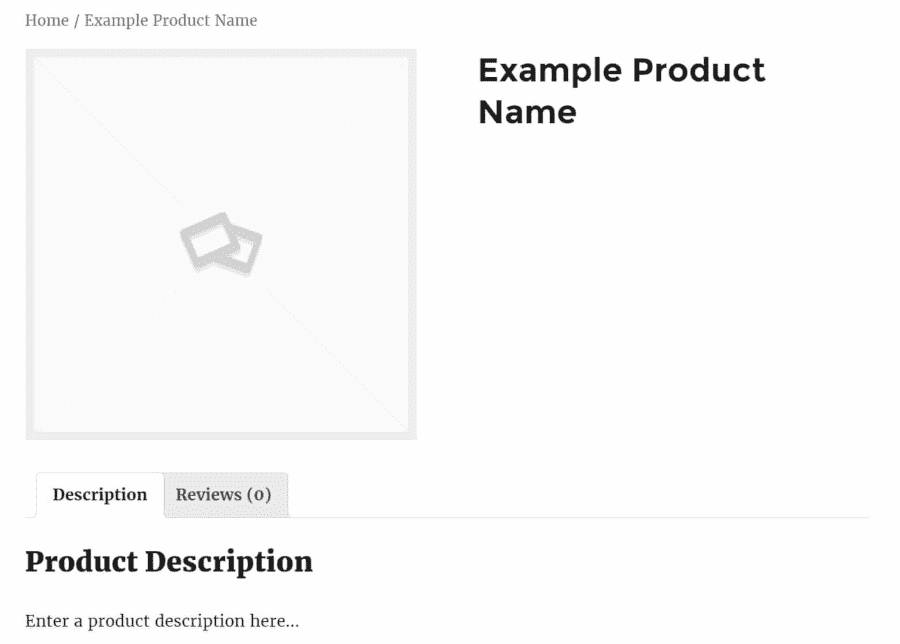 Home / Example Product Name
Example Product
Name
Description
Reviews (0)
Product Description
Enter a product description here...